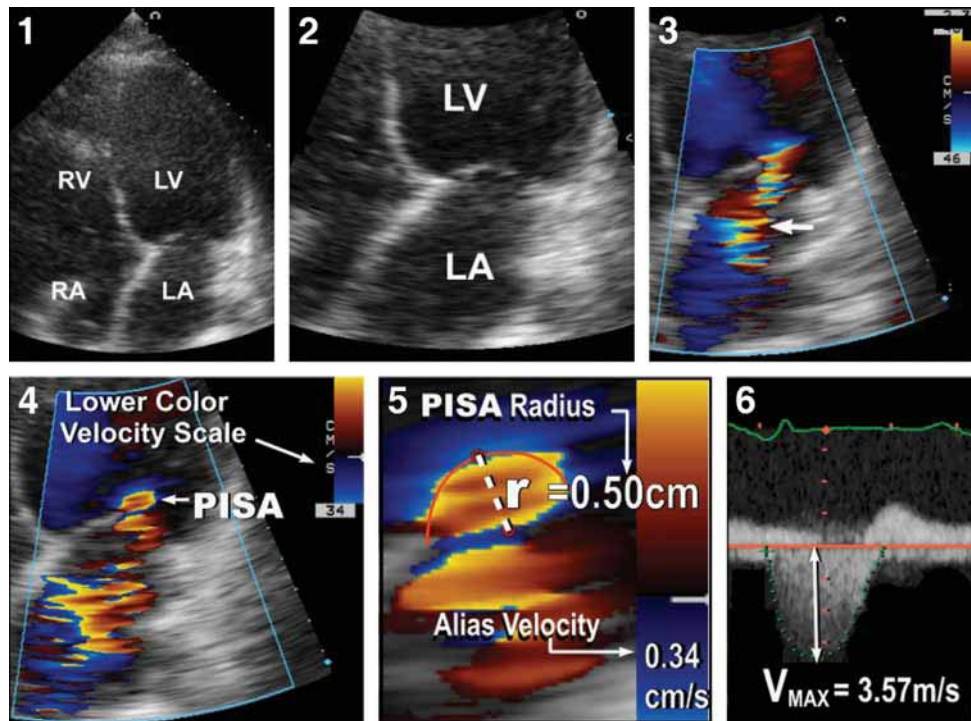 1
RV
LV
RA
LA
2
LV
LA
3
C
M
/
S
46
4
Lower Color
Velocity Scale
C
M
/
S
34
PISA
5
PISA Radius
r =0.50cm
Alias Velocity
0.34
cm/s
6
VMAX = 3.57m/s